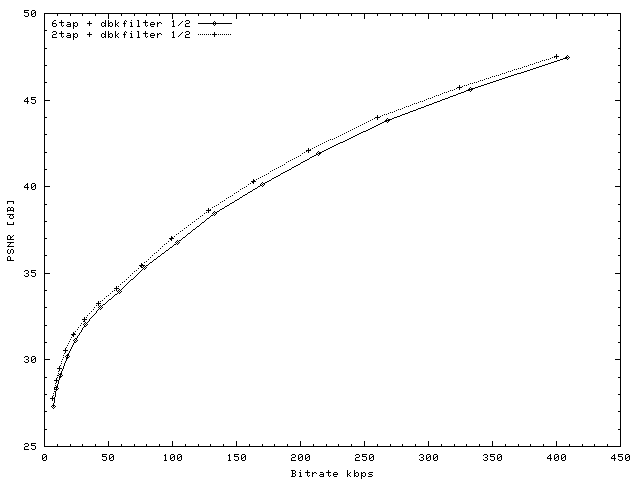 50
6tap + dbkfilter 1/2
2tap + dbkfilter 1/2
45
40
PSNR [dB]
35
30
25
0 50 100 150 200 250 300 350 400 450
Bitrate kbps